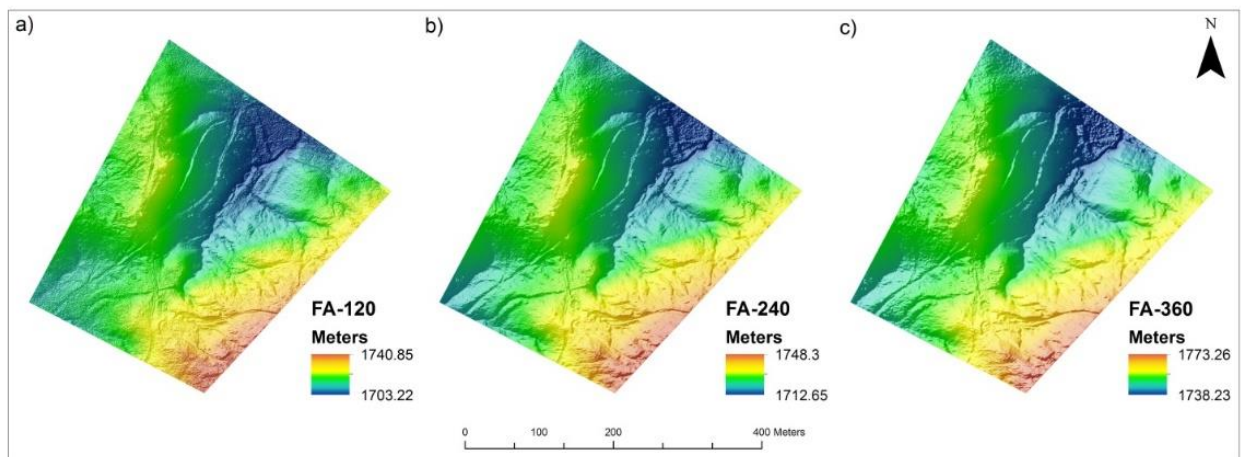 a)
b)
c)
N
FA-120
Meters
1740.85
1703.22
FA-240
Meters
1748.3
1712.65
FA-360
Meters
1773.26
1738.23
0 100 200 400 Meters